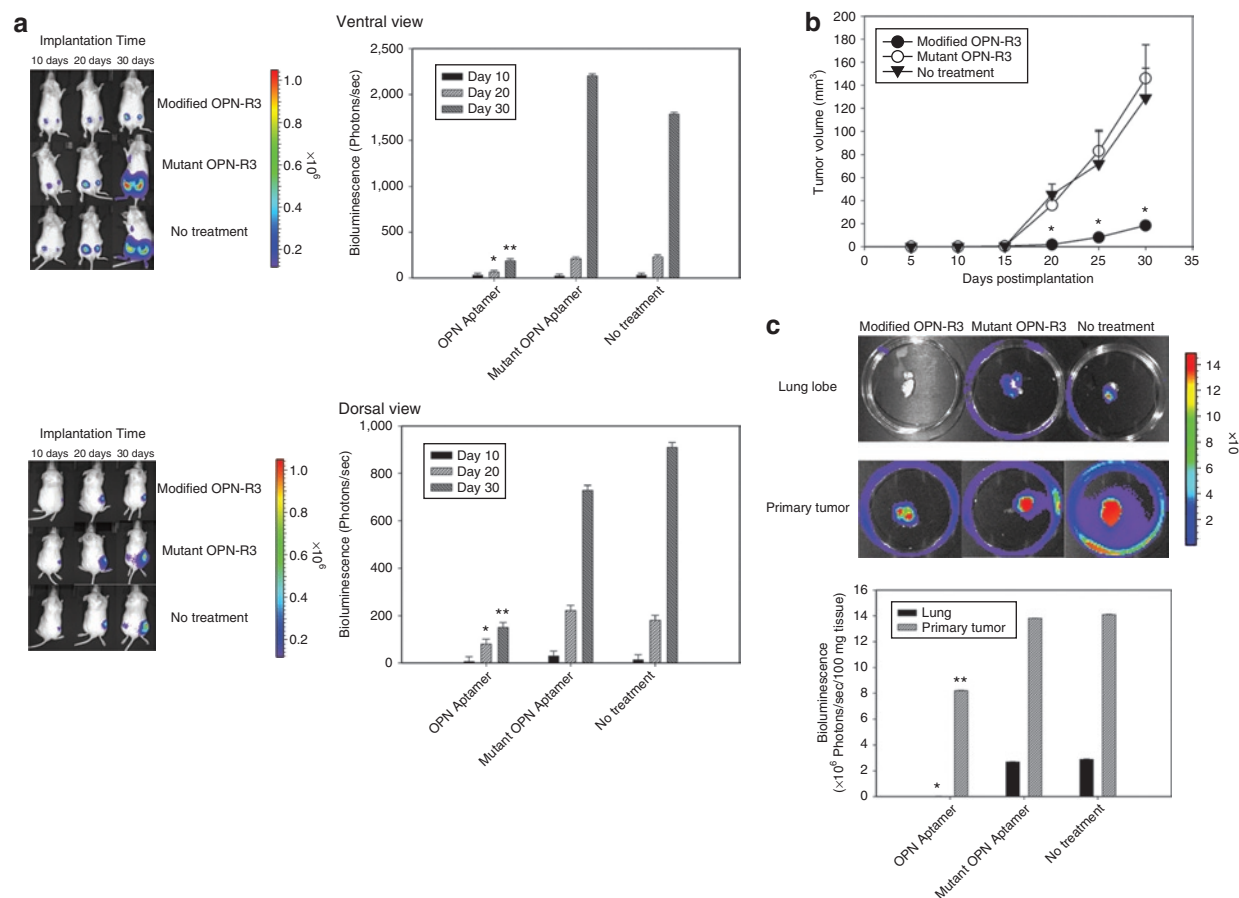 a
Implantation Time
10 days 20 days 30 days
Modified OPN-R3
Mutant OPN-R3
No treatment
1.0
0.8
0.6
0.4
0.2
×10⁶
Ventral view
2,500
2,000
1,500
1,000
500
0
Bioluminescence (Photons/sec)
Day 10
Day 20
Day 30
* **
OPN Aptamer
Mutant OPN Aptamer
No treatment
Implantation Time
10 days 20 days 30 days
Modified OPN-R3
Mutant OPN-R3
No treatment
1.0
0.8
0.6
0.4
0.2
×10⁶
Dorsal view
1,000
800
600
400
200
0
Bioluminescence (Photons/sec)
Day 10
Day 20
Day 30
* **
OPN Aptamer
Mutant OPN Aptamer
No treatment
b
200
180
160
140
120
100
80
60
40
20
0
Tumor volume (mm³)
Modified OPN-R3
Mutant OPN-R3
No treatment
* * *
0 5 10 15 20 25 30 35
Days postimplantation
c
Modified OPN-R3 Mutant OPN-R3 No treatment
Lung lobe
Primary tumor
14
12
10
8
6
4
2
×10
16
14
12
10
8
6
4
2
0
Bioluminescence
(×10⁶ Photons/sec/100 mg tissue)
Lung
Primary tumor
* **
OPN Aptamer
Mutant OPN Aptamer
No treatment